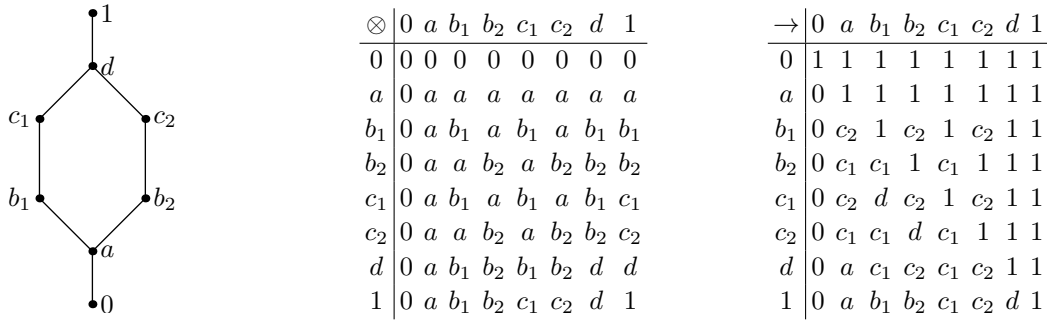 1
d
c₁ c₂
b₁ b₂
a
0
⊗ 0 a b₁ b₂ c₁ c₂ d 1
0 0 0 0 0 0 0 0 0
a 0 a a a a a a a
b₁ 0 a b₁ a b₁ a b₁ b₁
b₂ 0 a a b₂ a b₂ b₂ b₂
c₁ 0 a b₁ a b₁ a b₁ c₁
c₂ 0 a a b₂ a b₂ b₂ c₂
d 0 a b₁ b₂ b₁ b₂ d d
1 0 a b₁ b₂ c₁ c₂ d 1
→ 0 a b₁ b₂ c₁ c₂ d 1
0 1 1 1 1 1 1 1 1
a 0 1 1 1 1 1 1 1
b₁ 0 c₂ 1 c₂ 1 c₂ 1 1
b₂ 0 c₁ c₁ 1 c₁ 1 1 1
c₁ 0 c₂ d c₂ 1 c₂ 1 1
c₂ 0 c₁ c₁ d c₁ 1 1 1
d 0 a c₁ c₂ c₁ c₂ 1 1
1 0 a b₁ b₂ c₁ c₂ d 1